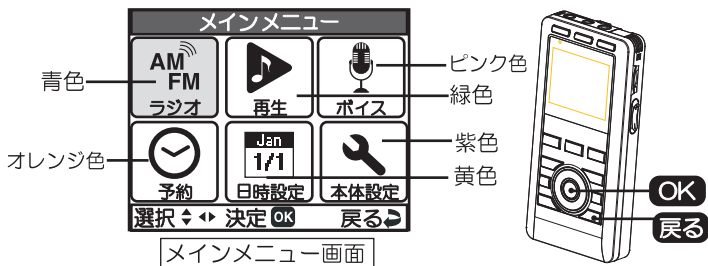 メインメニュー
AM
FM
ラジオ
再生
ボイス
Jan
1/1
予約
日時設定
本体設定
選択 決定 OK 戻る
メインメニュー画面
青色
オレンジ色
ピンク色
緑色
紫色
黄色
OK
戻る